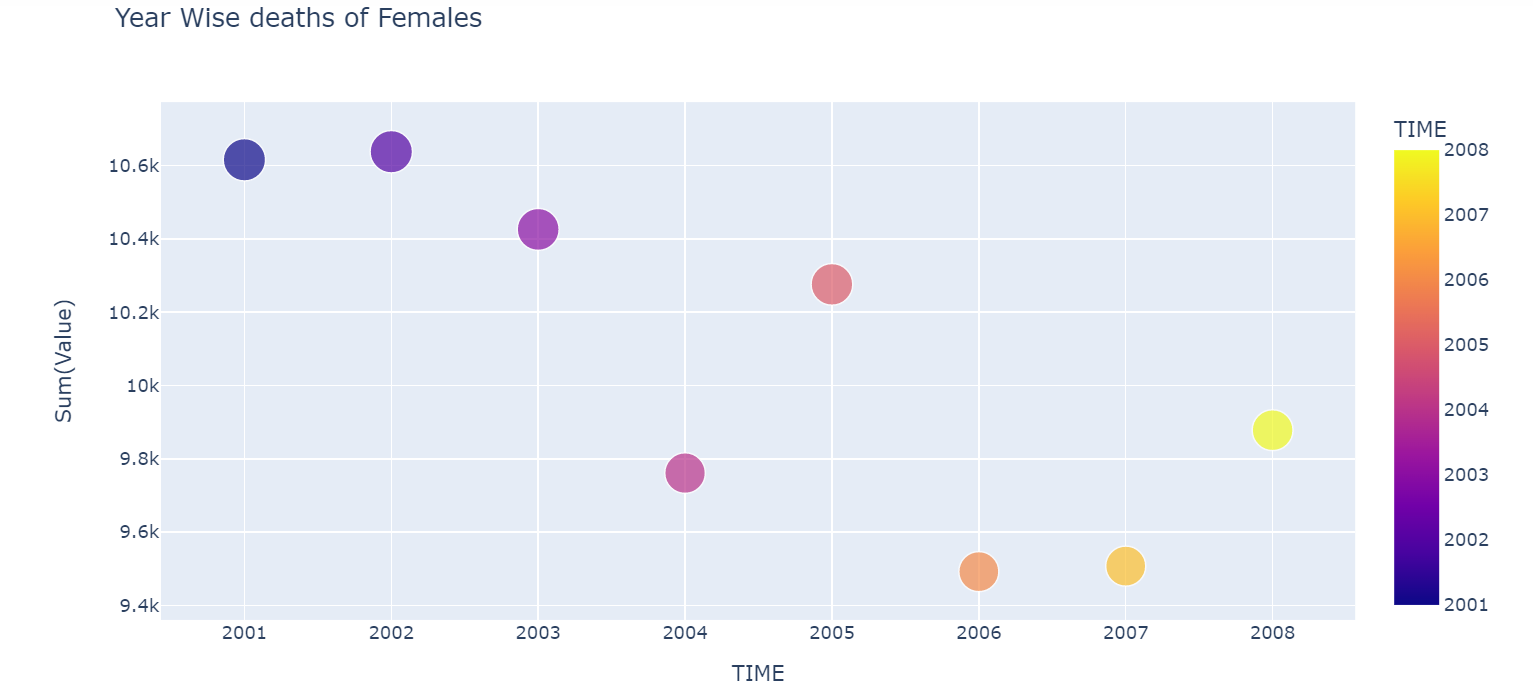 Year Wise deaths of Females
Sum(Value)
10.6k
10.4k
10.2k
10k
9.8k
9.6k
9.4k
2001 2002 2003 2004 2005 2006 2007 2008
TIME
TIME
2008
2007
2006
2005
2004
2003
2002
2001